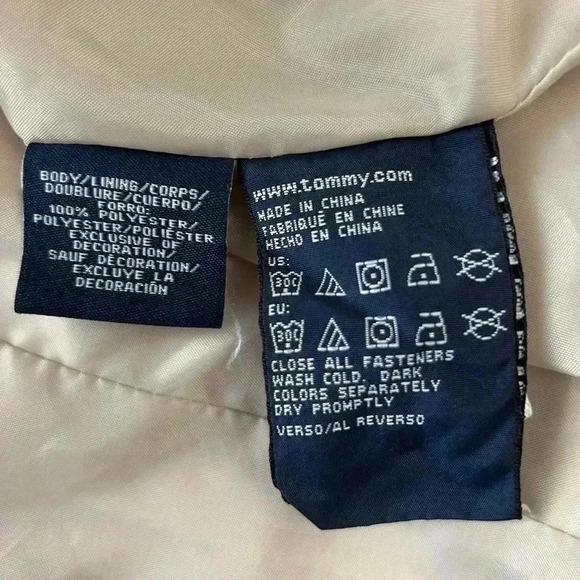 BODY/LINING/CORPS/
DOUBLURE/CUERPO/
FORRO:
100% POLYESTER/
POLYESTER/POLIÉSTER
EXCLUSIVE OF
DECORATION/
SAUF DÉCORATION/
EXCLUYE LA
DECORACIÓN
www.tommy.com
MADE IN CHINA
FABRIQUÉ EN CHINE
HECHO EN CHINA
US:
30C
EU:
30C
CLOSE ALL FASTENERS
WASH COLD. DARK
COLORS SEPARATELY
DRY PROMPTLY
VERSO/AL REVERSO